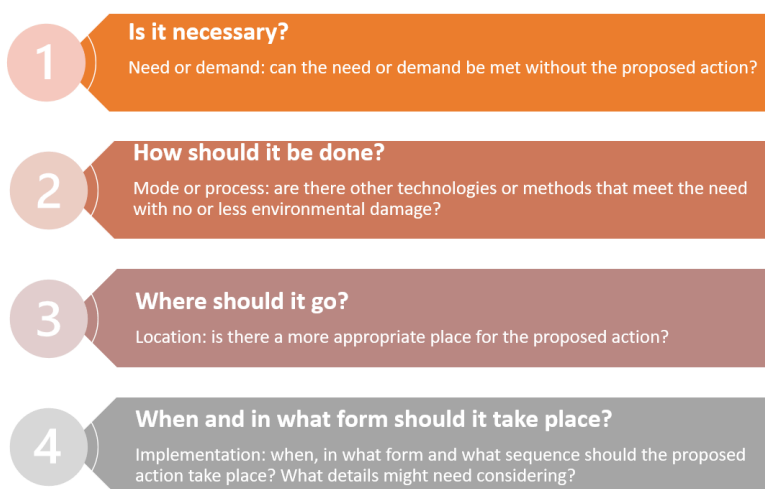 1
Is it necessary?
Need or demand: can the need or demand be met without the proposed action?
2
How should it be done?
Mode or process: are there other technologies or methods that meet the need
with no or less environmental damage?
3
Where should it go?
Location: is there a more appropriate place for the proposed action?
4
When and in what form should it take place?
Implementation: when, in what form and what sequence should the proposed
action take place? What details might need considering?